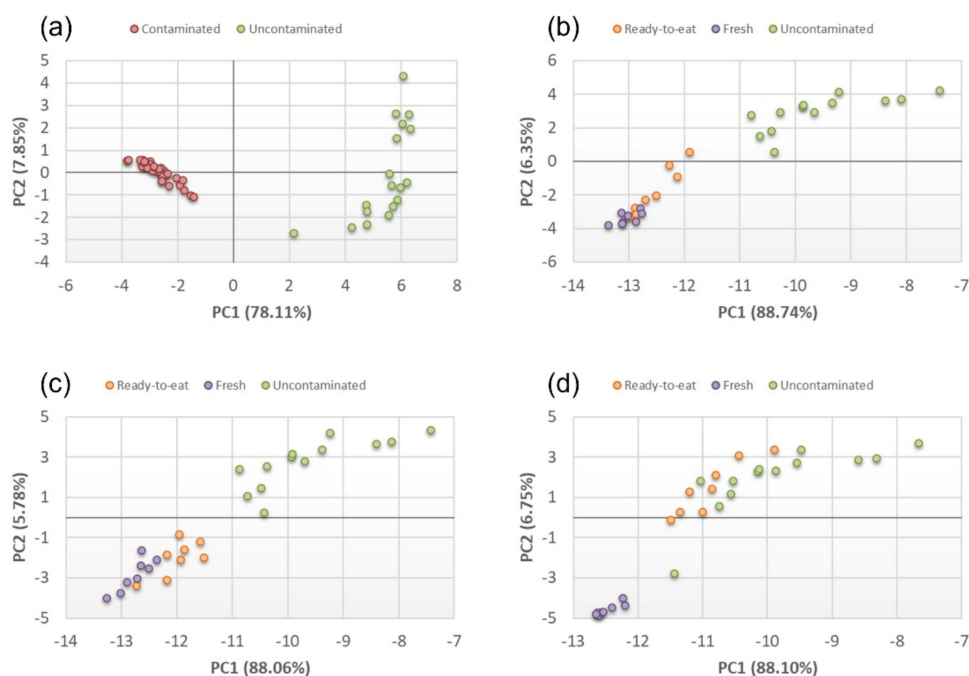 (a)
Contaminated Uncontaminated
5
4
3
2
1
0
-1
-2
-3
-4
PC2 (7.85%)
-6 -4 -2 0 2 4 6 8
PC1 (78.11%)
(b)
Ready-to-eat Fresh Uncontaminated
6
4
2
0
-2
-4
-6
PC2 (6.35%)
-14 -13 -12 -11 -10 -9 -8 -7
PC1 (88.74%)
(c)
Ready-to-eat Fresh Uncontaminated
5
3
1
-1
-3
-5
PC2 (5.78%)
-14 -13 -12 -11 -10 -9 -8 -7
PC1 (88.06%)
(d)
Ready-to-eat Fresh Uncontaminated
5
3
1
-1
-3
-5
PC2 (6.75%)
-13 -12 -11 -10 -9 -8 -7
PC1 (88.10%)